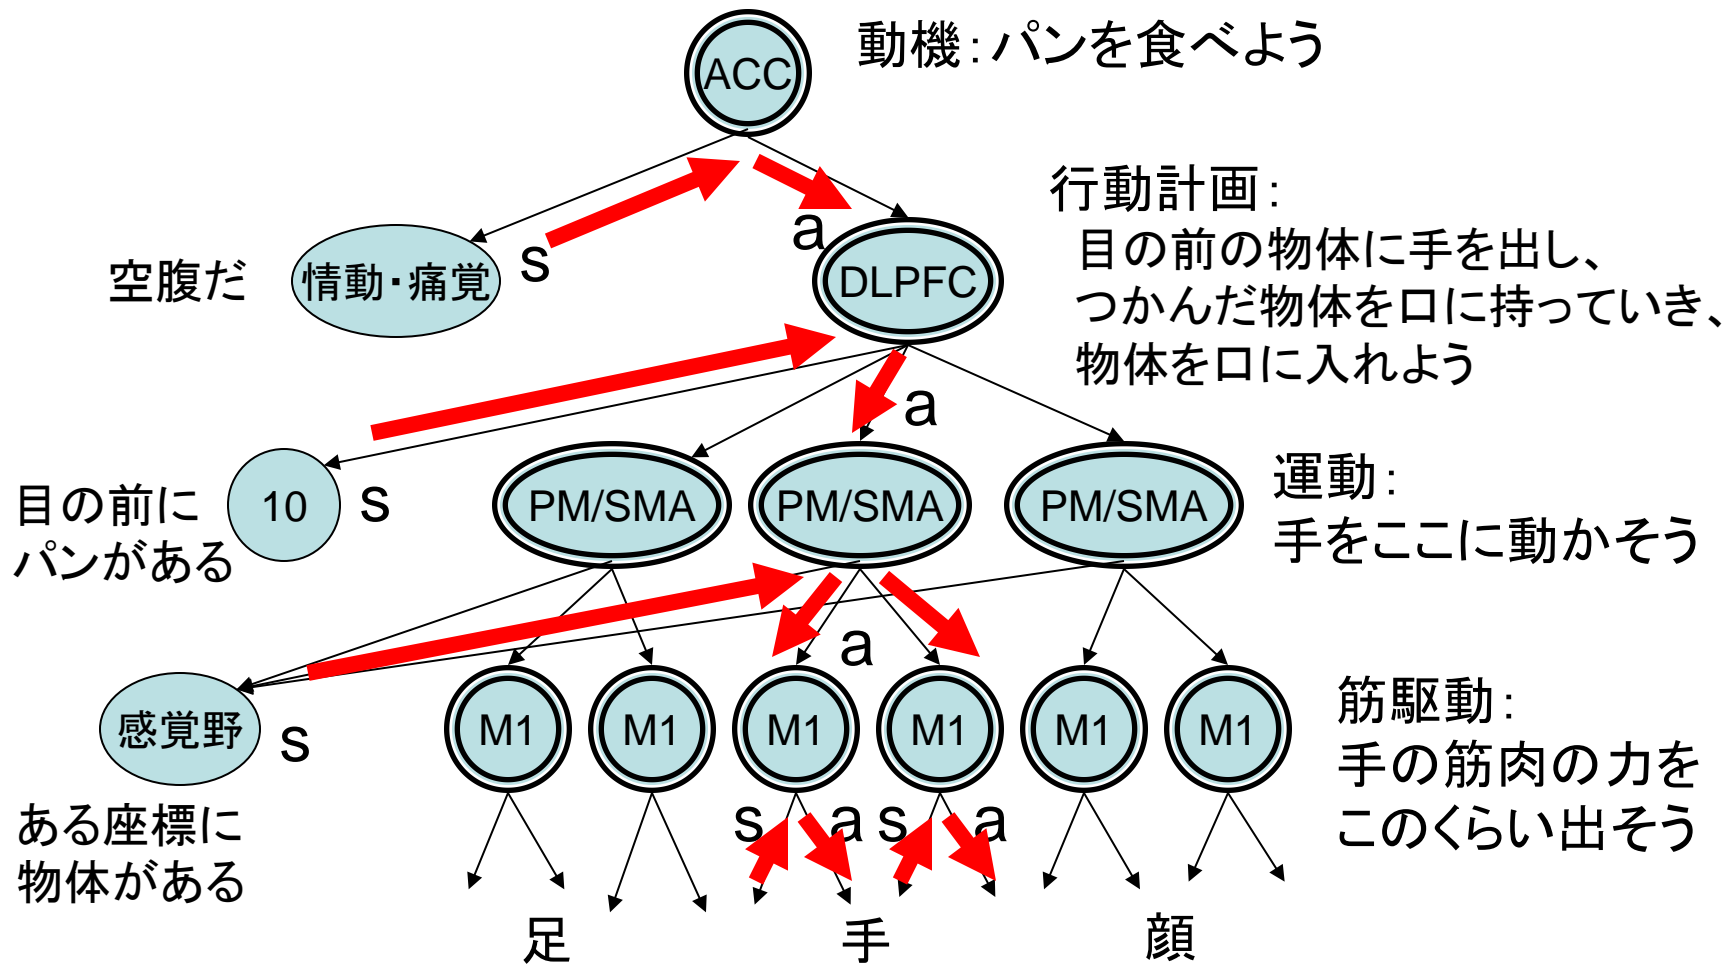 ACC
動機：パンを食べよう
行動計画：
目の前の物体に手を出し、
つかんだ物体を口に持っていき、
物体を口に入れよう
空腹だ
情動・痛覚
s
a
DLPFC
a
目の前に
パンがある
10
s
PM/SMA
PM/SMA
PM/SMA
運動：
手をここに動かそう
a
感覚野
s
ある座標に
物体がある
M1
M1
M1
M1
M1
M1
筋駆動：
手の筋肉の力を
このくらい出そう
s
a
s
a
足
手
顔